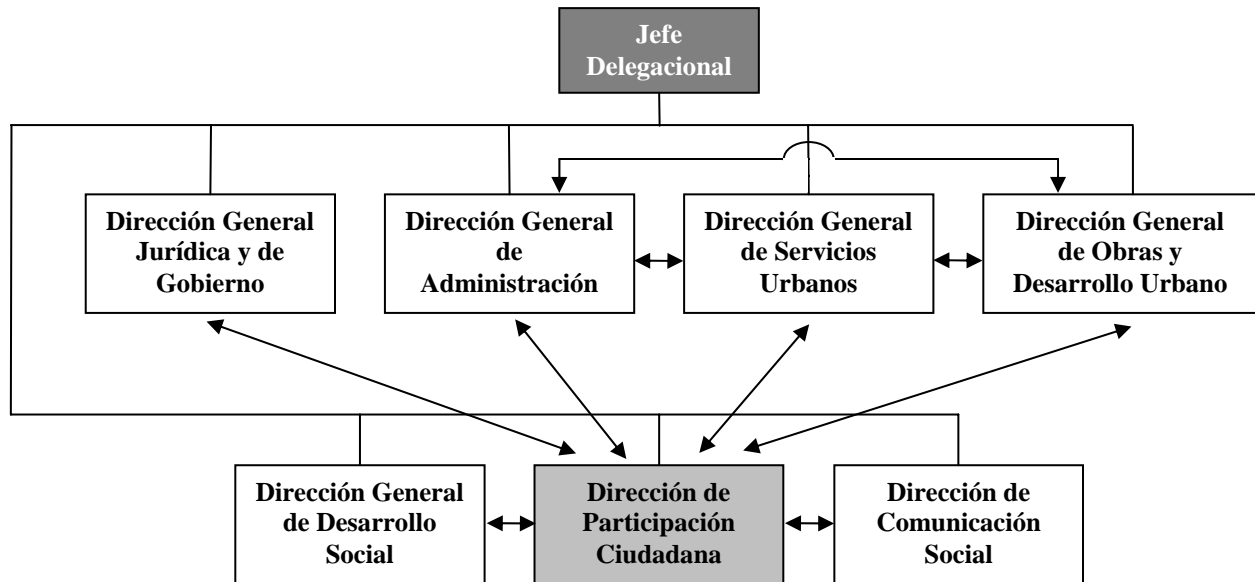 Jefe
Delegacional
Dirección General
Jurídica y de
Gobierno
Dirección General
de
Administración
Dirección General
de Servicios
Urbanos
Dirección General
de Obras y
Desarrollo Urbano
Dirección General
de Desarrollo
Social
Dirección de
Participación
Ciudadana
Dirección de
Comunicación
Social